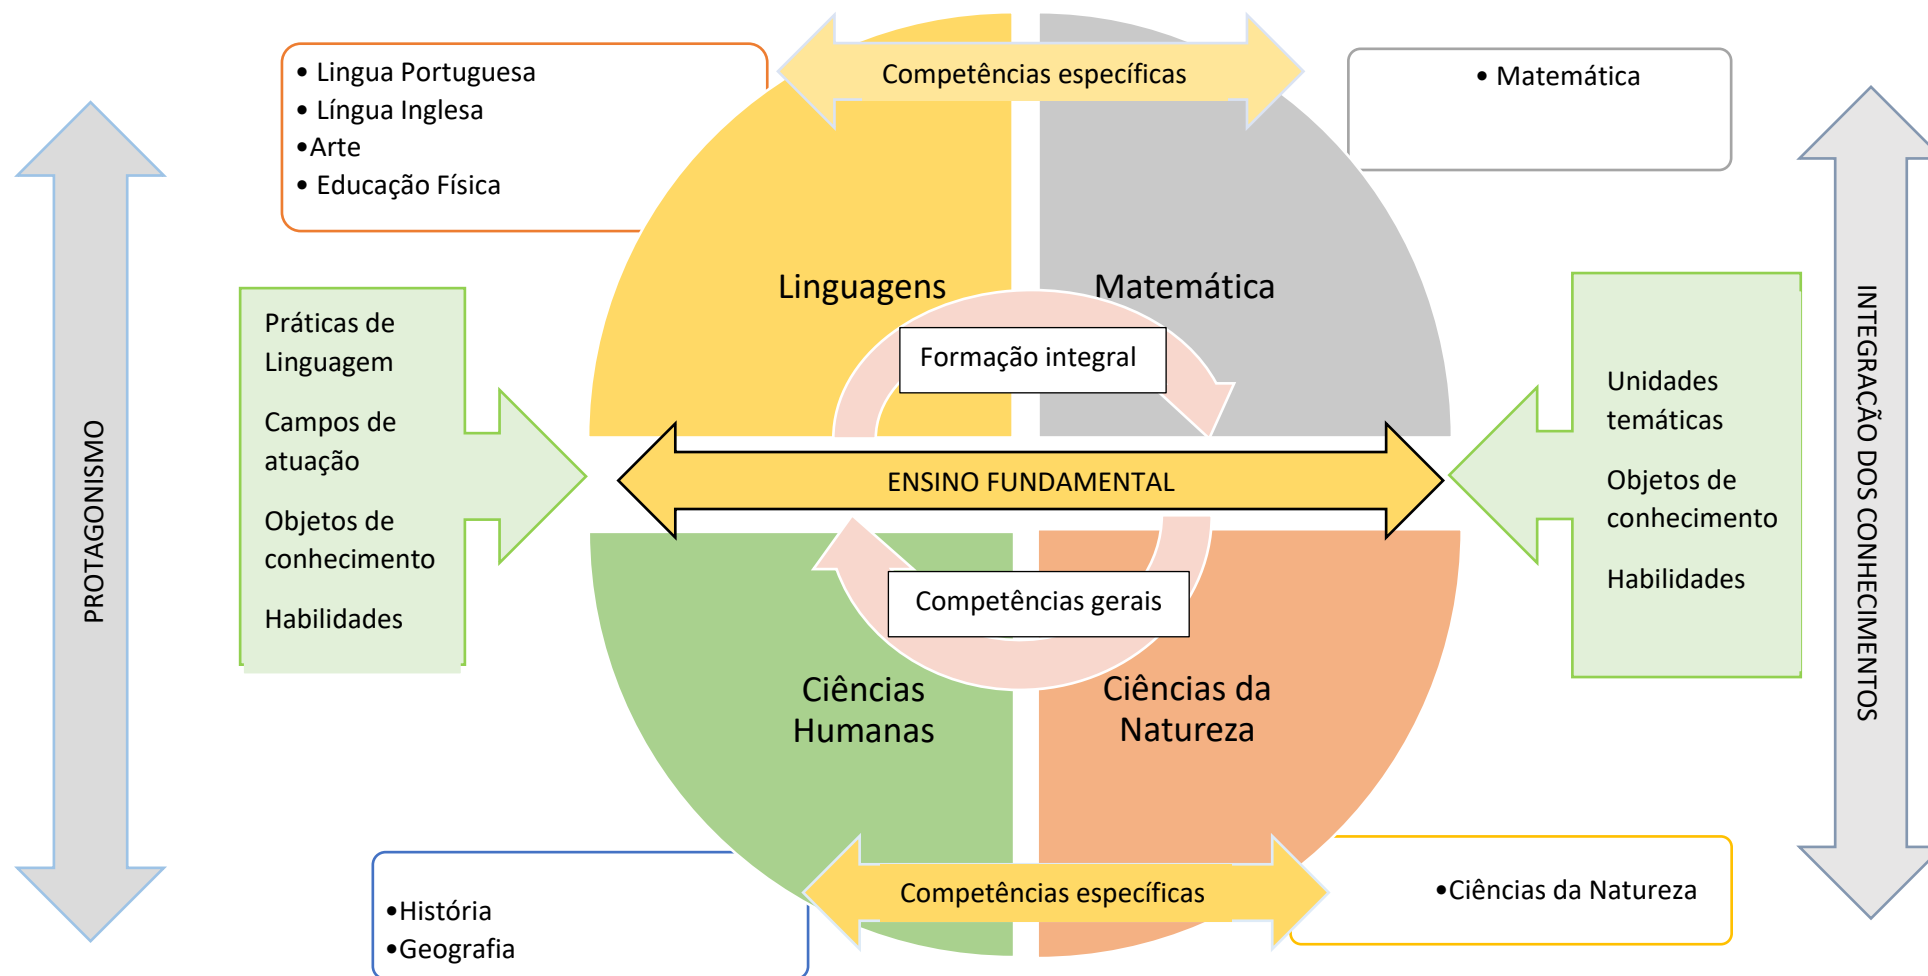 • Lingua Portuguesa
• Língua Inglesa
•Arte
• Educação Física
Competências específicas
• Matemática
PROTAGONISMO
Linguagens
Matemática
Práticas de
Linguagem
Campos de
atuação
Objetos de
conhecimento
Habilidades
Formação integral
ENSINO FUNDAMENTAL
Competências gerais
Unidades
temáticas
Objetos de
conhecimento
Habilidades
INTEGRAÇÃO DOS CONHECIMENTOS
Ciências
Humanas
Ciências da
Natureza
•História
•Geografia
Competências específicas
•Ciências da Natureza